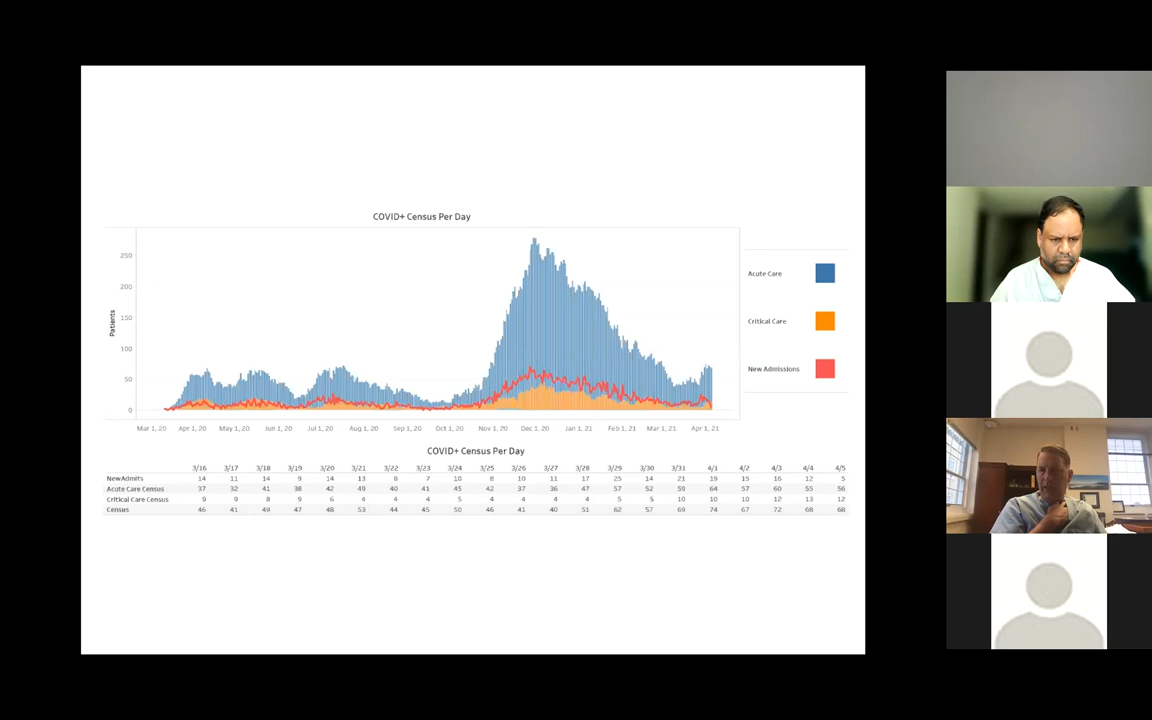 COVID+ Census Per Day
250
200
150
100
50
0
Patients
Mar 1, 20 Apr 1, 20 May 1, 20 Jun 1, 20 Jul 1, 20 Aug 1, 20 Sep 1, 20 Oct 1, 20 Nov 1, 20 Dec 1, 20 Jan 1, 21 Feb 1, 21 Mar 1, 21 Apr 1, 21
Acute Care
Critical Care
New Admissions
COVID+ Census Per Day
3/16 3/17 3/18 3/19 3/20 3/21 3/22 3/23 3/24 3/25 3/26 3/27 3/28 3/29 3/30 3/31 4/1 4/2 4/3 4/4 4/5
New Admits 14 11 14 9 14 13 8 7 10 8 10 11 17 25 14 21 19 15 16 12 5
Acute Care Census 37 32 41 38 42 49 40 41 45 42 37 36 47 57 52 59 64 57 60 55 56
Critical Care Census 9 9 8 9 6 4 4 4 5 4 4 4 4 5 5 10 10 10 12 13 12
Census 46 41 49 47 48 53 44 45 50 46 41 40 51 62 57 69 74 67 72 68 68